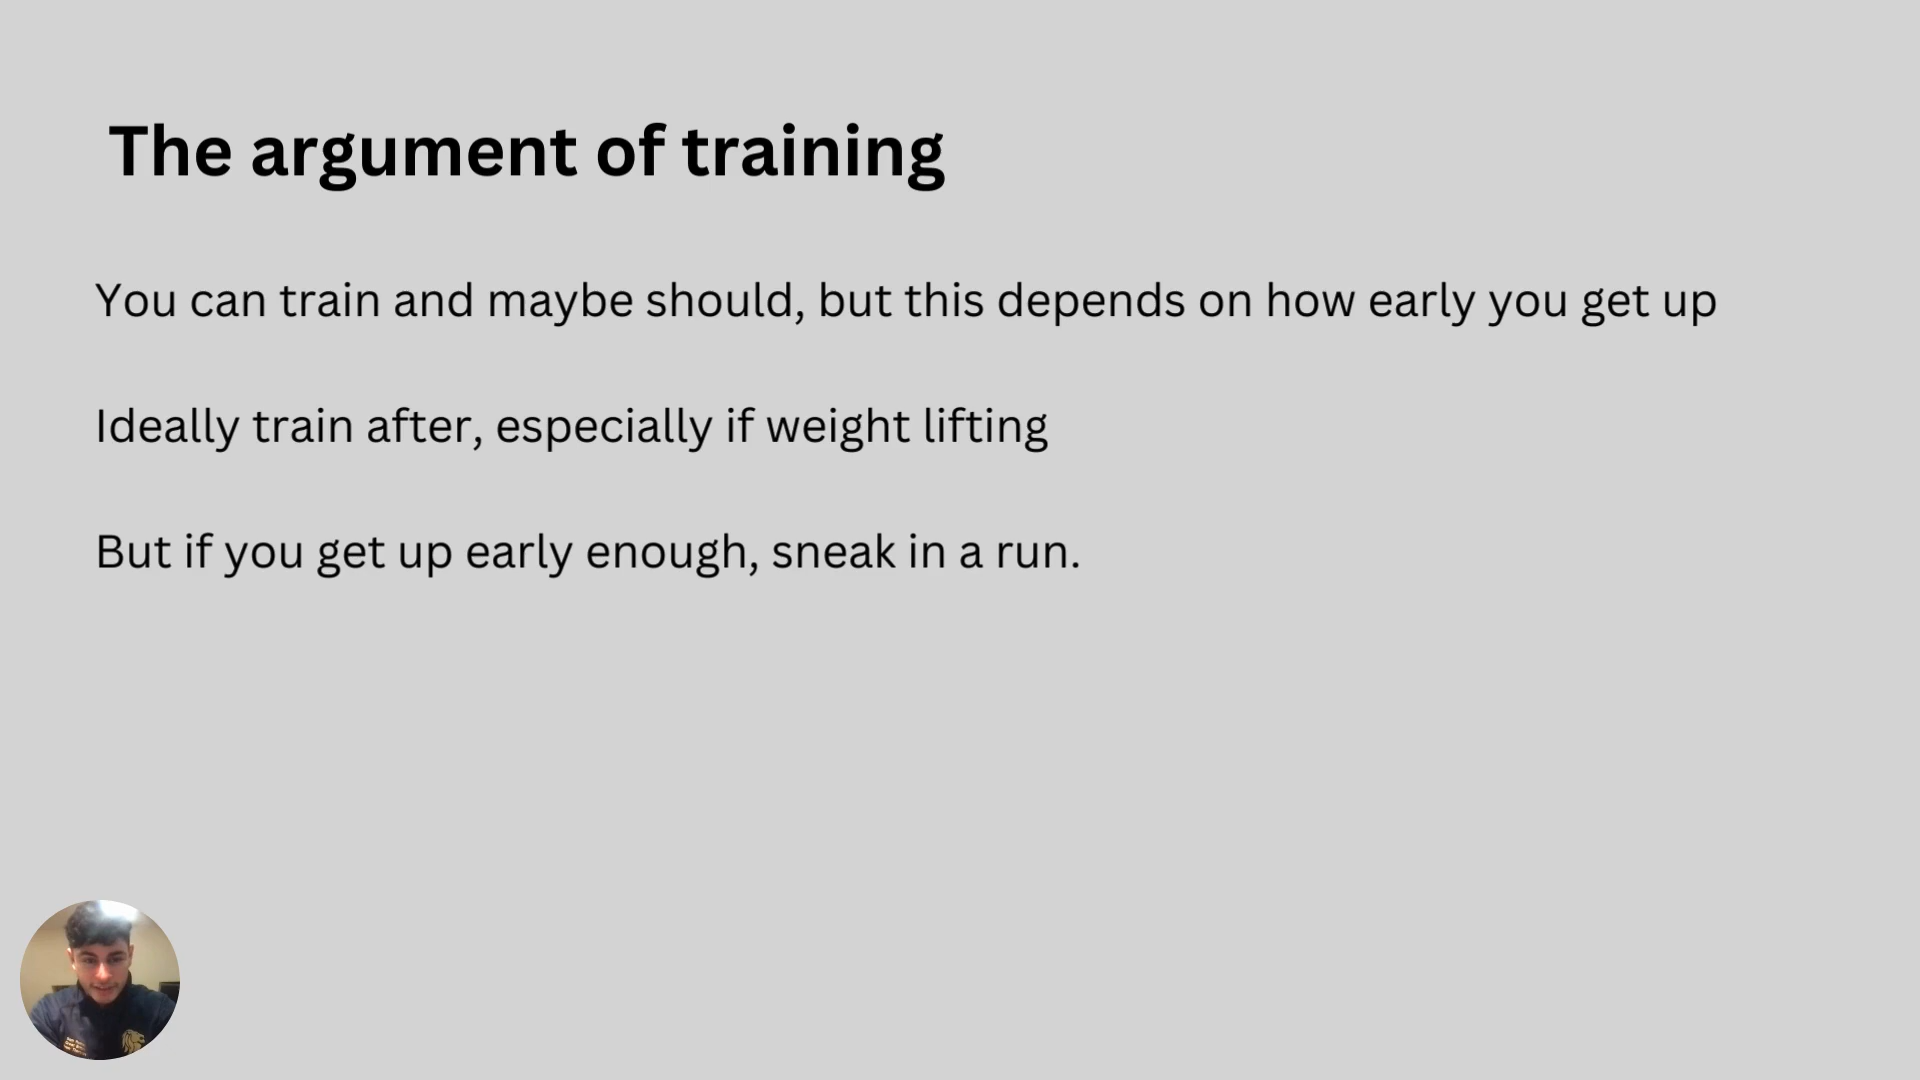 The argument of training
You can train and maybe should, but this depends on how early you get up
Ideally train after, especially if weight lifting
But if you get up early enough, sneak in a run.